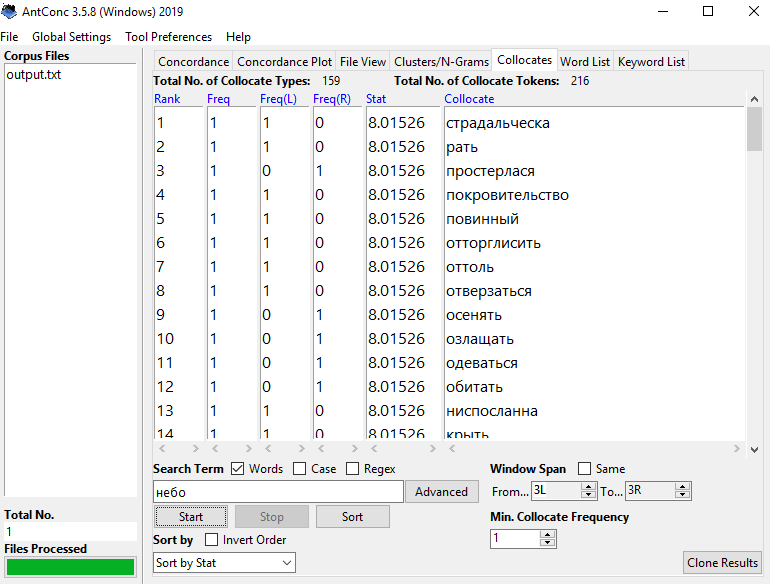 AntConc 3.5.8 (Windows) 2019
File Global Settings Tool Preferences Help
Corpus Files
output.txt
Total No.
1
Files Processed
Concordance Concordance Plot File View Clusters/N-Grams Collocates Word List Keyword List
Total No. of Collocate Types: 159 Total No. of Collocate Tokens: 216
Rank Freq Freq(L) Freq(R) Stat Collocate
1 1 1 0 8.01526 страдальческа
2 1 1 0 8.01526 рать
3 1 0 1 8.01526 простерлася
4 1 1 0 8.01526 покровительство
5 1 1 0 8.01526 повинный
6 1 1 0 8.01526 отторглисить
7 1 1 0 8.01526 оттоль
8 1 1 0 8.01526 отверзаться
9 1 0 1 8.01526 осенять
10 1 0 1 8.01526 озлащать
11 1 0 1 8.01526 одеваться
12 1 0 1 8.01526 обитать
13 1 1 0 8.01526 ниспосланна
14 1 1 0 8.01526 крыть
Search Term Words Case Regex Window Span Same
небо Advanced From... 3L To... 3R
Start Stop Sort Min. Collocate Frequency
Sort by Invert Order 1
Sort by Stat Clone Results